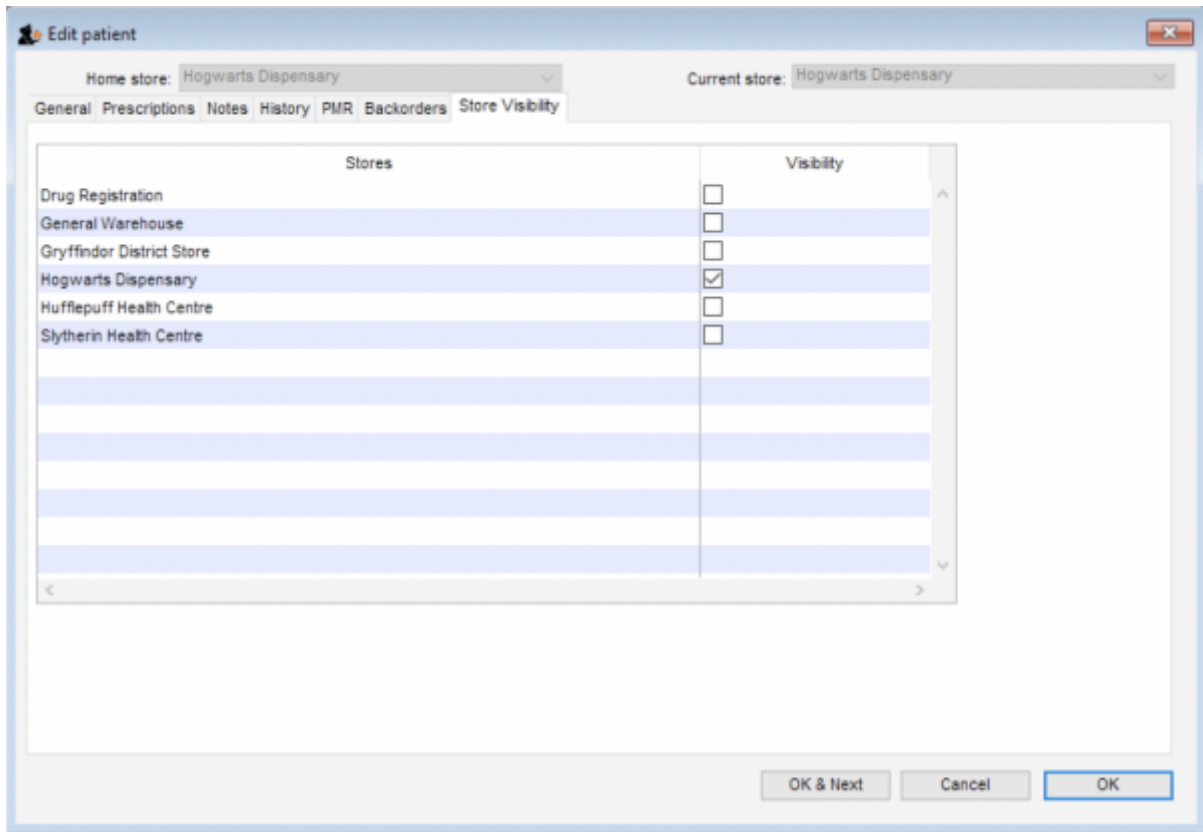 Edit patient
Home store: Hogwarts Dispensary Current store: Hogwarts Dispensary
General Prescriptions Notes History PMR Backorders Store Visibility
Stores Visibility
Drug Registration
General Warehouse
Gryffindor District Store
Hogwarts Dispensary
Hufflepuff Health Centre
Slytherin Health Centre
OK & Next Cancel OK